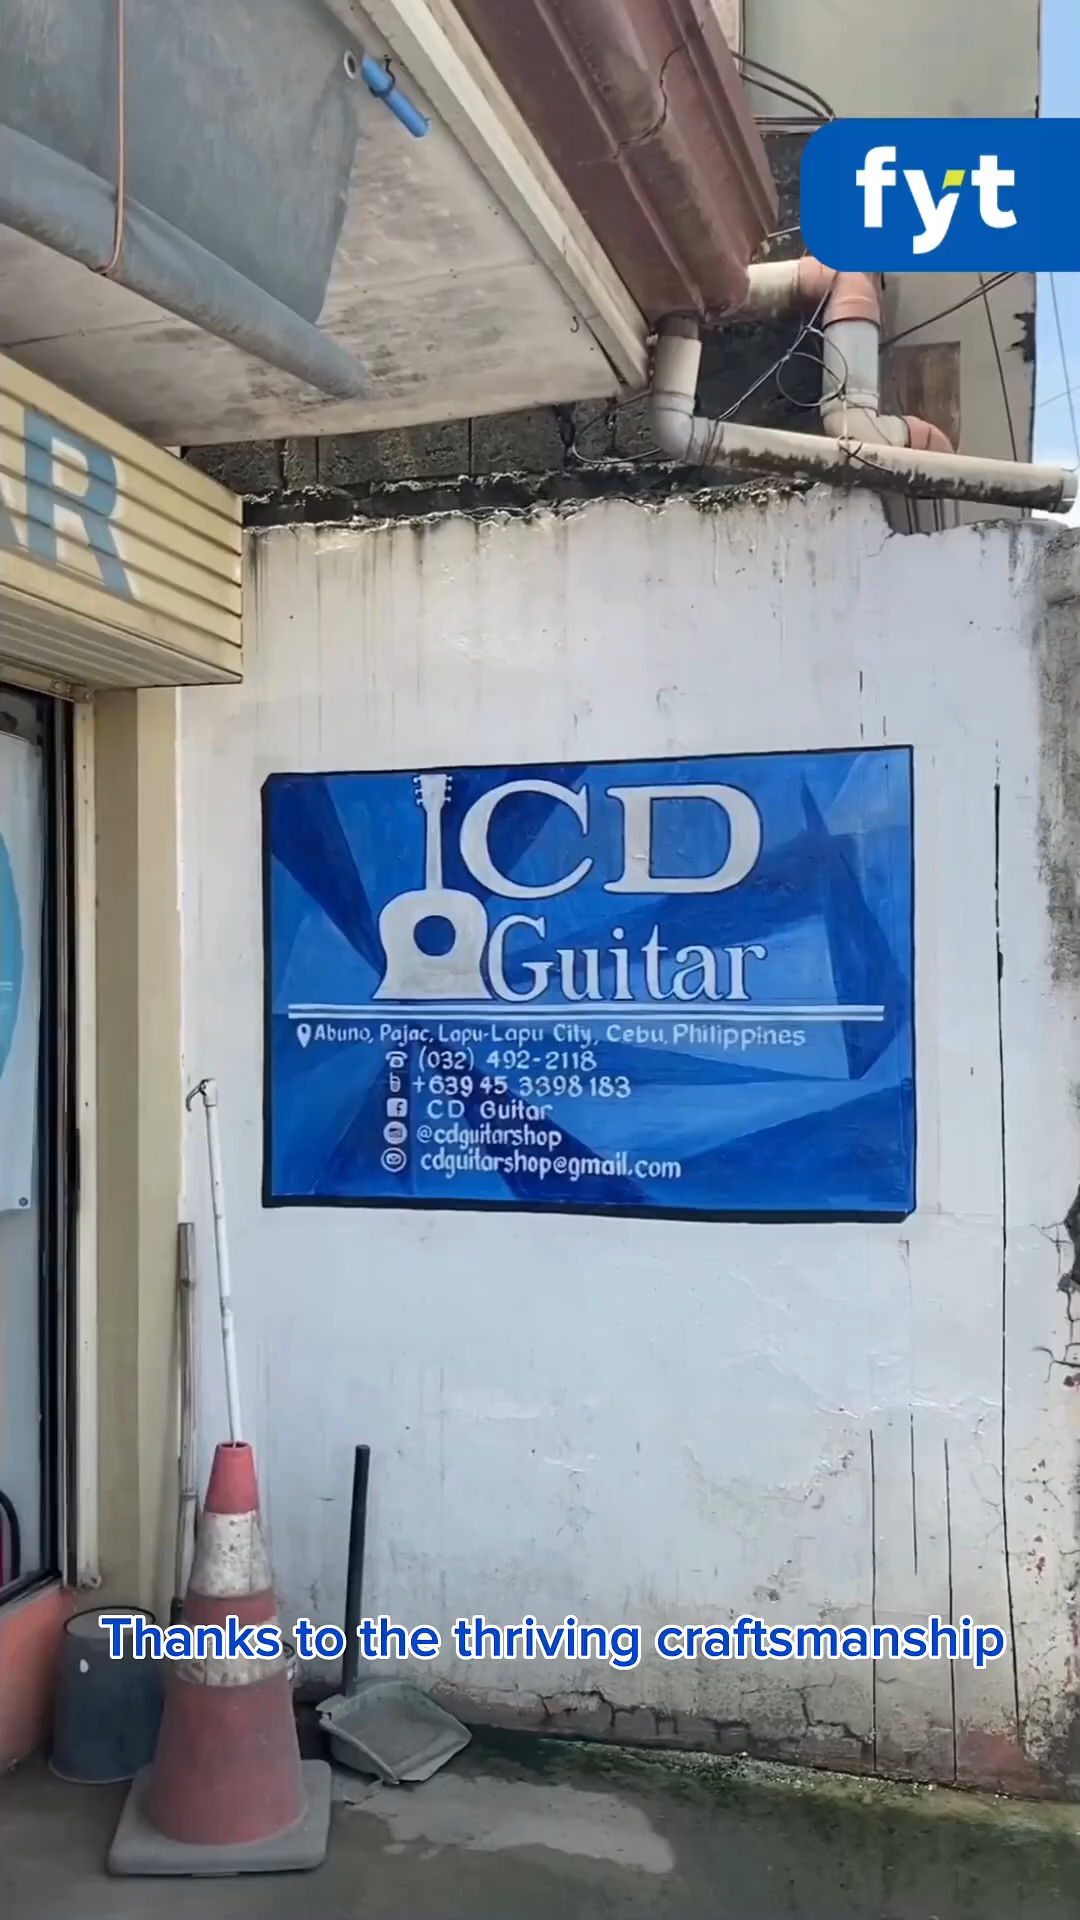 fyt
AR
CD
Guitar
Abuno, Pajac, Lapu-Lapu City, Cebu, Philippines
(032) 492-2118
+639 45 3398 183
CD Guitar
@cdguitarshop
cdguitarshop@gmail.com
Thanks to the thriving craftsmanship